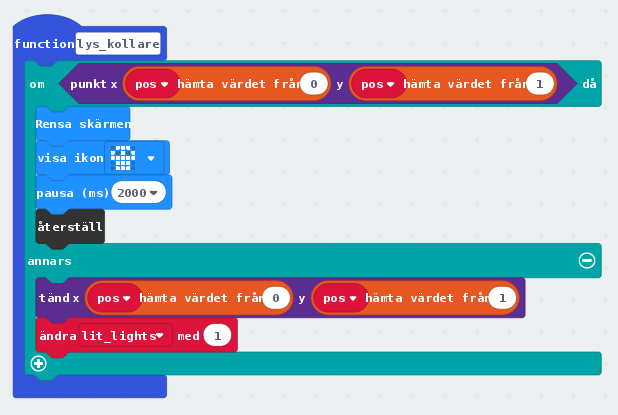 function lys_kollare
om punkt x pos hämta värdet från 0 y pos hämta värdet från 1 då
Rensa skärmen
visa ikon
pausa (ms) 2000
återställ
annars
tänd x pos hämta värdet från 0 y pos hämta värdet från 1
ändra lit_lights med 1